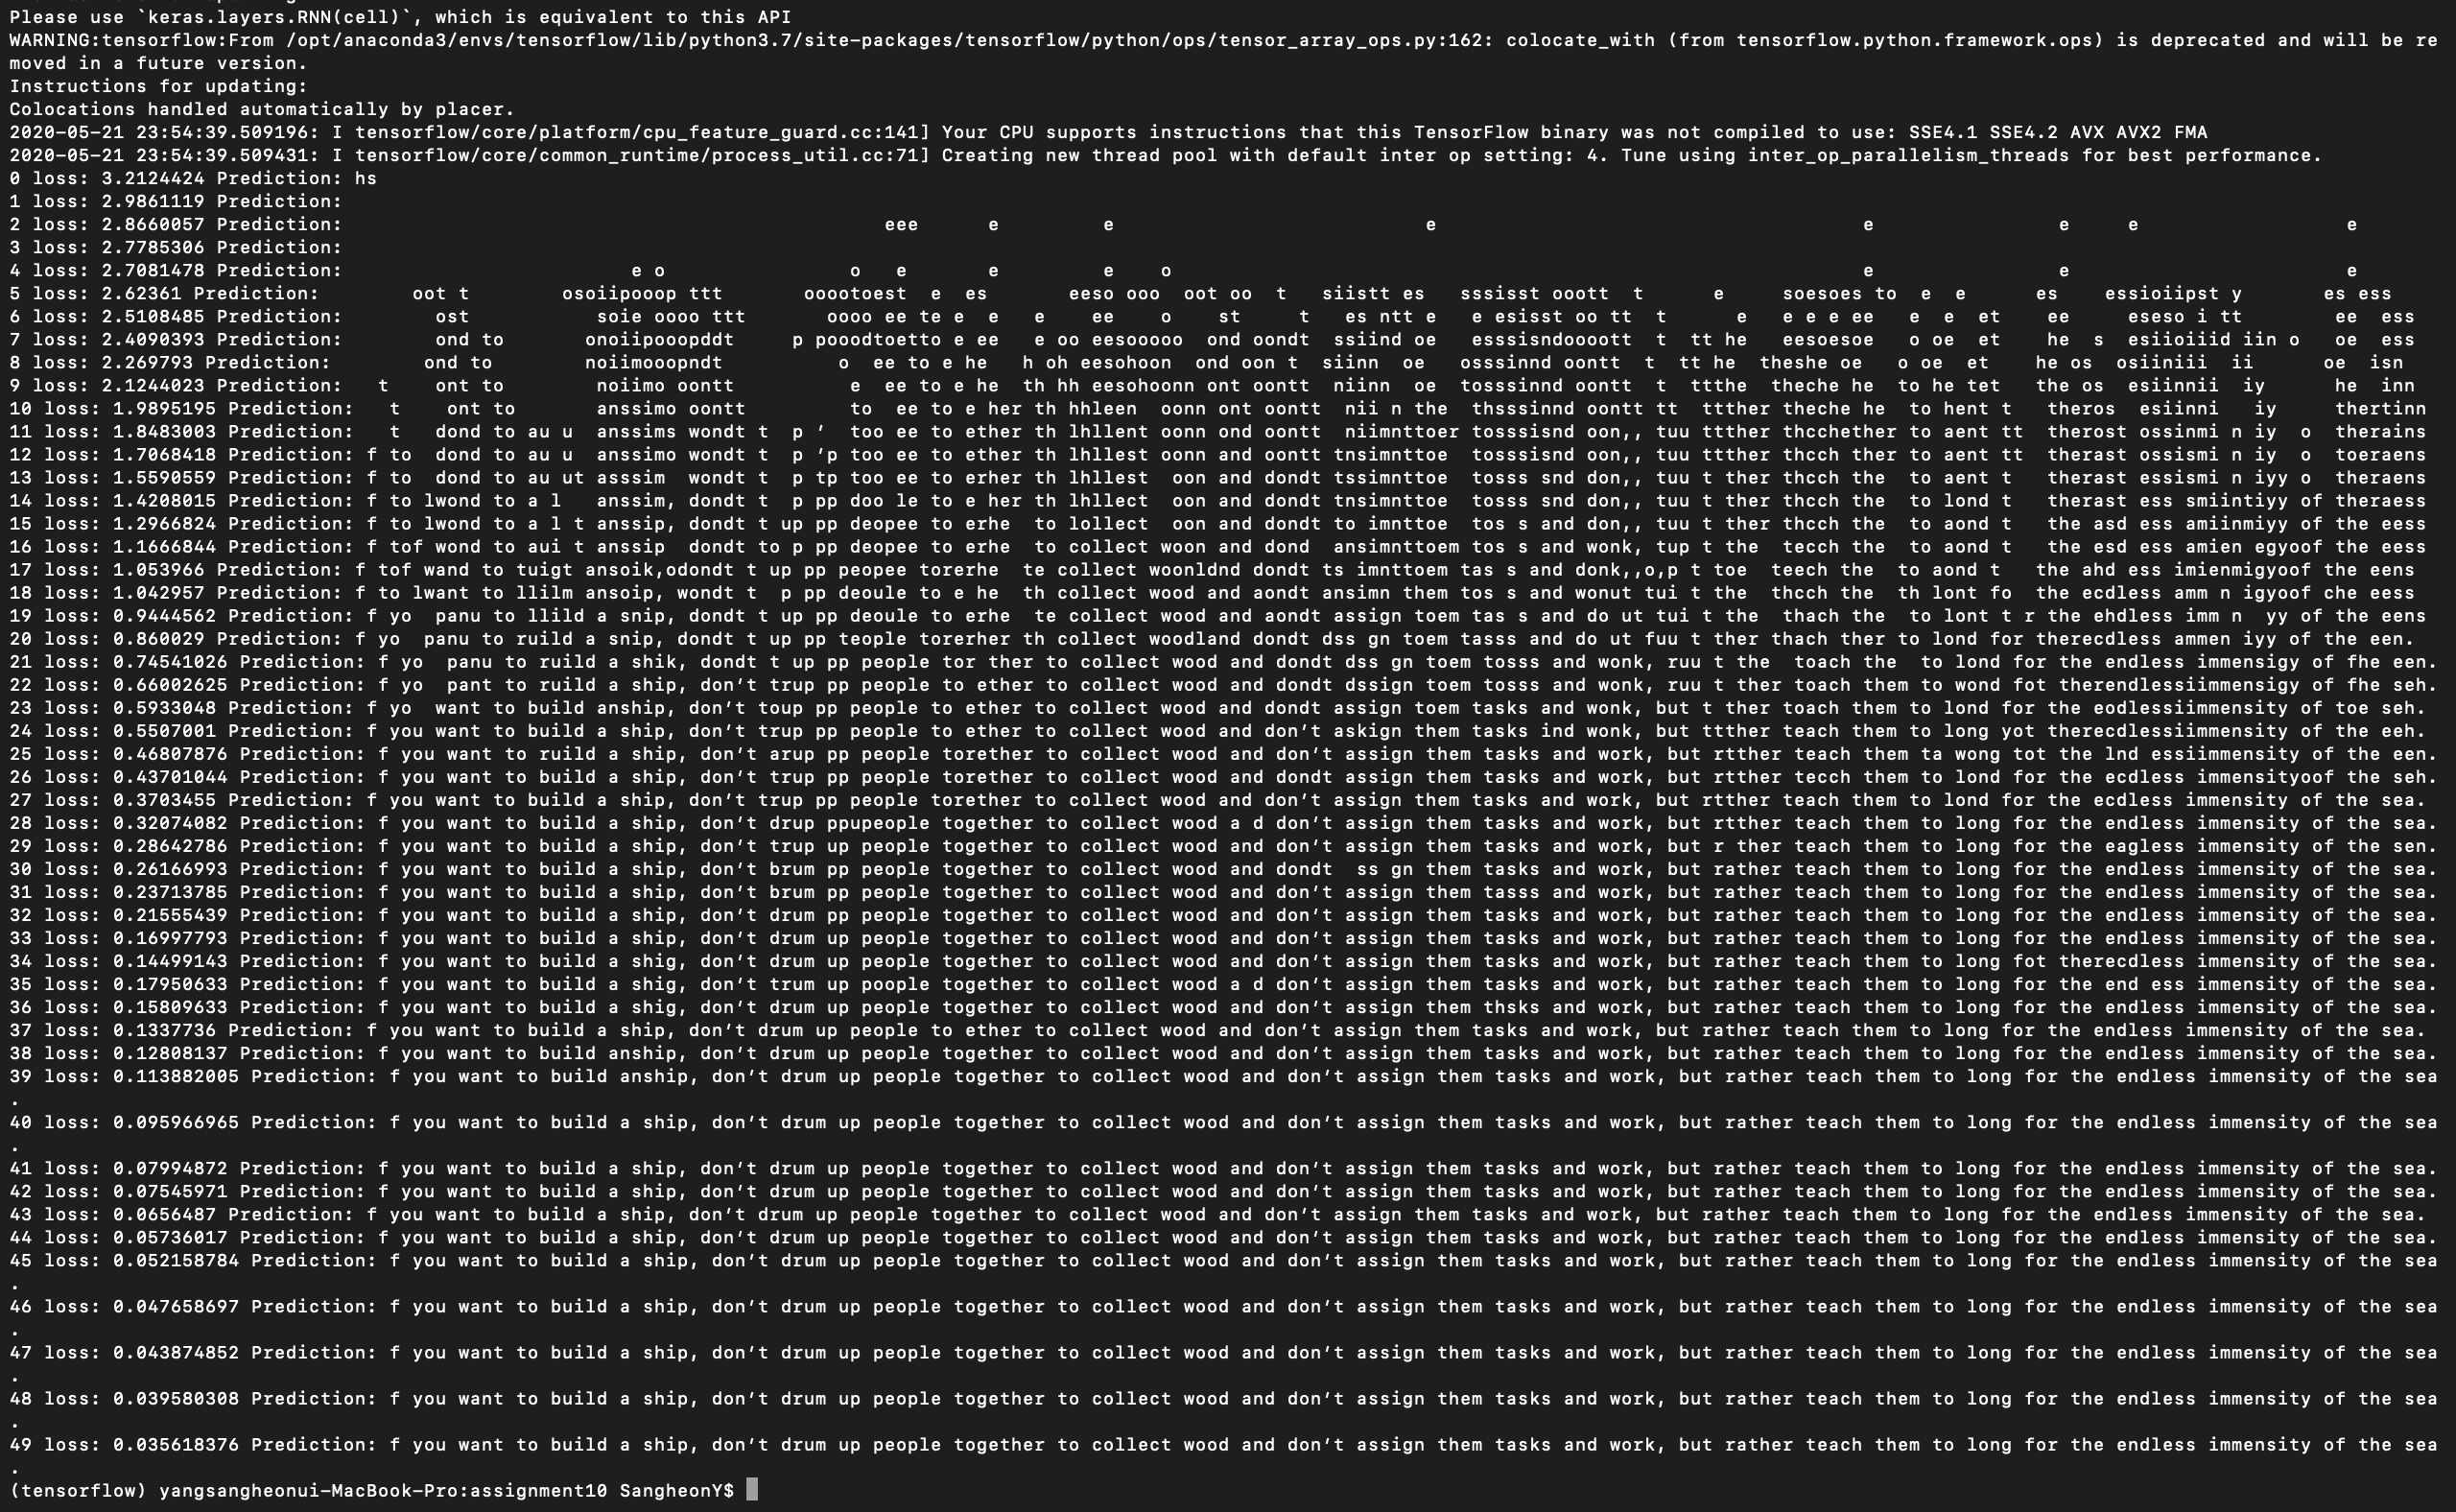 Please use `keras.layers.RNN(cell)`, which is equivalent to this API
WARNING:tensorflow:From /opt/anaconda3/envs/tensorflow/lib/python3.7/site-packages/tensorflow/python/ops/tensor_array_ops.py:162: colocate_with (from tensorflow.python.framework.ops) is deprecated and will be re
moved in a future version.
Instructions for updating:
Colocations handled automatically by placer.
2020-05-21 23:54:39.509196: I tensorflow/core/platform/cpu_feature_guard.cc:141] Your CPU supports instructions that this TensorFlow binary was not compiled to use: SSE4.1 SSE4.2 AVX AVX2 FMA
2020-05-21 23:54:39.509431: I tensorflow/core/common_runtime/process_util.cc:71] Creating new thread pool with default inter op setting: 4. Tune using inter_op_parallelism_threads for best performance.
0 loss: 3.2124424 Prediction: hs
1 loss: 2.9861119 Prediction:
2 loss: 2.8660057 Prediction: eee e e e e e e e
3 loss: 2.7785306 Prediction:
4 loss: 2.7081478 Prediction: e o o e e e o e e e
5 loss: 2.62361 Prediction: oot t osoiipooop ttt ooootoest e es eeso ooo oot oo t siistt es sssisst oott t e soesoes to e e es essioiipst y es ess
6 loss: 2.5108485 Prediction: ost soie oooo ttt oooo ee te e e e ee o st t es ntt e e esisst oo tt t e e e e ee e e et ee eseso i tt ee ess
7 loss: 2.4090393 Prediction: ond to onoiipooopddt p pooodtoetto e ee e oo eesooooo ond oondt ssiind oe esssisndoooott t tt he eesoesoe o oe et he s esiioiiid iin o oe ess
8 loss: 2.269793 Prediction: ond to noiimooopndt o ee to e he h oh eesohoon ond oon t siinn oe osssinnd oontt t tt he theshe oe o oe et he os osiiniii ii oe isn
9 loss: 2.1244023 Prediction: t ont to noiimo oontt e ee to e he th hh eesohoonn ont oontt niinn oe tosssinnd oontt t ttthe theche he to he tet the os esiinnii iy he inn
10 loss: 1.9895195 Prediction: t ont to anssimo oontt to ee to e her th hhleen oonn ont oontt nii n the thsssinnd oontt tt ttther theche he to hent t theros esiinni iy thertinn
11 loss: 1.8483003 Prediction: t dond to au u anssims wondt t p ’ too ee to ether th lhllent oonn ond oontt niimnttoer tosssisnd oon,, tuu ttther thcchether to aent tt therost ossinmi n iy o therains
12 loss: 1.7068418 Prediction: f to dond to au u anssimo wondt t p ’p too ee to erher th lhllest oonn and oontt tnsimnttoe tosssisnd oon,, tuu tttther thcch ther to aent tt therast ossismi n iy o toeraens
13 loss: 1.5590559 Prediction: f to dond to au ut asssim wondt t p tp too ee to erher th lhllest oon and dondt tssimnttoe tosss snd don,, tuu t ther thcch the to aent t therast essismi n iyy o theraens
14 loss: 1.4208015 Prediction: f to lwond to a l anssim, dondt t p pp doo le to e her th lhllect oon and dondt tnsimnttoe tosss snd don,, tuu t ther thcch the to lond t therast ess smiintiyy of theraess
15 loss: 1.2966824 Prediction: f to lwond to a l t anssip, dondt t up pp deopee to erhe to lollect oon and dondt to imnttoe tos s and don,, tuu t ther thcch the to aond t the asd ess amiinmiyy of the eess
16 loss: 1.1666844 Prediction: f tof wond to aui t anssip dondt to p pp deopee to erhe to collect woon and dond ansimnttoem tos s and wonk, tup t the tecch the to aond t the esd ess amien egyoof the eess
17 loss: 1.053966 Prediction: f tof wand to tuigt ansoik,odondt t up pp peopee torerhe te collect woonldnd dondt ts imnttoem tas s and donk,,o,p t toe teech the to aond t the ahd ess imienmigyoof the eens
18 loss: 1.042957 Prediction: f to lwant to llilm ansoip, wondt t p pp deoule to e he th collect wood and aondt ansimn them tos s and wonut tui t the thcch the th lont fo the ecdless amm n igyoof che eess
19 loss: 0.9444562 Prediction: f yo panu to llild a snip, dondt t up pp deoule to erhe te collect wood and aondt assign toem tas s and do ut tui t the thach the to lont t r the ehdless imm n yy of the eens
20 loss: 0.860029 Prediction: f yo panu to ruild a snip, dondt t up pp teople torerher th collect woodland dondt dss gn toem tasss and do ut fuu t ther thach ther to lond for therecdless ammen iyy of the een.
21 loss: 0.74541026 Prediction: f yo panu to ruild a shik, dondt t up pp people tor ther to collect wood and dondt dss gn toem tosss and wonk, ruu t the toach the to lond for the endless immensigy of fhe een.
22 loss: 0.66002625 Prediction: f yo pant to ruild a ship, don’t trup pp people to ether to collect wood and dondt dssign toem tosss and wonk, ruu t ther toach them to wond fot therendlessiimmensigy of fhe seh.
23 loss: 0.5933048 Prediction: f yo want to build anship, don’t toup pp people to ether to collect wood and dondt assign toem tasks and wonk, but t ther toach them to lond for the eodlessiimmensity of toe seh.
24 loss: 0.5507001 Prediction: f you want to build a ship, don’t trup pp people to ether to collect wood and don’t askign them tasks ind wonk, but ttther teach them to long yot therecdlessiimmensity of the eeh.
25 loss: 0.46807876 Prediction: f you want to ruild a ship, don’t arup pp people torether to collect wood and don’t assign them tasks and work, but rtther teach them ta wong tot the lnd essiimmensity of the een.
26 loss: 0.43701044 Prediction: f you want to build a ship, don’t trup pp people torether to collect wood and dondt assign them tasks and work, but rtther tecch them to lond for the ecdless immensityoof the seh.
27 loss: 0.3703455 Prediction: f you want to build a ship, don’t trup pp people torether to collect wood and don’t assign them tasks and work, but rtther teach them to lond for the ecdless immensity of the sea.
28 loss: 0.32074082 Prediction: f you want to build a ship, don’t drup ppupeople together to collect wood a d don’t assign them tasks and work, but rtther teach them to long for the endless immensity of the sea.
29 loss: 0.28642786 Prediction: f you want to build a ship, don’t trup up people together to collect wood and don’t assign them tasks and work, but r ther teach them to long for the eagless immensity of the sen.
30 loss: 0.26166993 Prediction: f you want to build a ship, don’t brum pp people together to collect wood and dondt ss gn them tasks and work, but rather teach them to long for the endless immensity of the sea.
31 loss: 0.23713785 Prediction: f you want to build a ship, don’t brum pp people together to collect wood and don’t assign them tasss and work, but rather teach them to long for the endless immensity of the sea.
32 loss: 0.21555439 Prediction: f you want to build a ship, don’t drum pp people together to collect wood and don’t assign them tasks and work, but rather teach them to long for the endless immensity of the sea.
33 loss: 0.16997793 Prediction: f you want to build a ship, don’t drum up people together to collect wood and don’t assign them tasks and work, but rather teach them to long for the endless immensity of the sea.
34 loss: 0.14499143 Prediction: f you want to build a shig, don’t drum up people together to collect wood and don’t assign them tasks and work, but rather teach them to long fot therecdless immensity of the sea.
35 loss: 0.17950633 Prediction: f you want to build a shig, don’t trum up poople together to collect wood a d don’t assign them tasks and work, but rather teach them to long for the end ess immensity of the sea.
36 loss: 0.15809633 Prediction: f you want to build a shig, don’t drum up people together to collect wood and don’t assign them thsks and work, but rather teach them to long for the endless immensity of the sea.
37 loss: 0.1337736 Prediction: f you want to build a ship, don’t drum up people to ether to collect wood and don’t assign them tasks and work, but rather teach them to long for the endless immensity of the sea.
38 loss: 0.12808137 Prediction: f you want to build anship, don’t drum up people together to collect wood and don’t assign them tasks and work, but rather teach them to long for the endless immensity of the sea.
39 loss: 0.113882005 Prediction: f you want to build anship, don’t drum up people together to collect wood and don’t assign them tasks and work, but rather teach them to long for the endless immensity of the sea
.
40 loss: 0.095966965 Prediction: f you want to build a ship, don’t drum up people together to collect wood and don’t assign them tasks and work, but rather teach them to long for the endless immensity of the sea
.
41 loss: 0.07994872 Prediction: f you want to build a ship, don’t drum up people together to collect wood and don’t assign them tasks and work, but rather teach them to long for the endless immensity of the sea.
42 loss: 0.07545971 Prediction: f you want to build a ship, don’t drum up people together to collect wood and don’t assign them tasks and work, but rather teach them to long for the endless immensity of the sea.
43 loss: 0.0656487 Prediction: f you want to build a ship, don’t drum up people together to collect wood and don’t assign them tasks and work, but rather teach them to long for the endless immensity of the sea.
44 loss: 0.05736017 Prediction: f you want to build a ship, don’t drum up people together to collect wood and don’t assign them tasks and work, but rather teach them to long for the endless immensity of the sea.
45 loss: 0.052158784 Prediction: f you want to build a ship, don’t drum up people together to collect wood and don’t assign them tasks and work, but rather teach them to long for the endless immensity of the sea
.
46 loss: 0.047658697 Prediction: f you want to build a ship, don’t drum up people together to collect wood and don’t assign them tasks and work, but rather teach them to long for the endless immensity of the sea
.
47 loss: 0.043874852 Prediction: f you want to build a ship, don’t drum up people together to collect wood and don’t assign them tasks and work, but rather teach them to long for the endless immensity of the sea
.
48 loss: 0.039580308 Prediction: f you want to build a ship, don’t drum up people together to collect wood and don’t assign them tasks and work, but rather teach them to long for the endless immensity of the sea
.
49 loss: 0.035618376 Prediction: f you want to build a ship, don’t drum up people together to collect wood and don’t assign them tasks and work, but rather teach them to long for the endless immensity of the sea
.
(tensorflow) yangsangheonui-MacBook-Pro:assignment10 SangheonY$